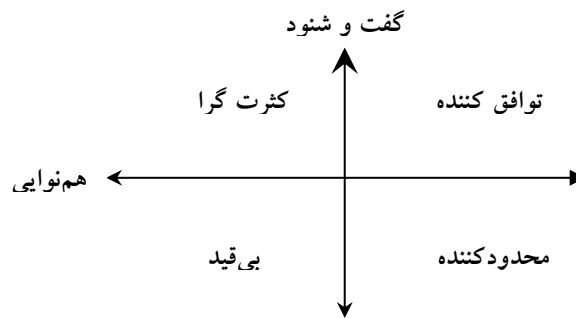 گفت و شنود
توافق کننده کثرت گرا
هم‌نوایی
محدودکننده بی‌قید